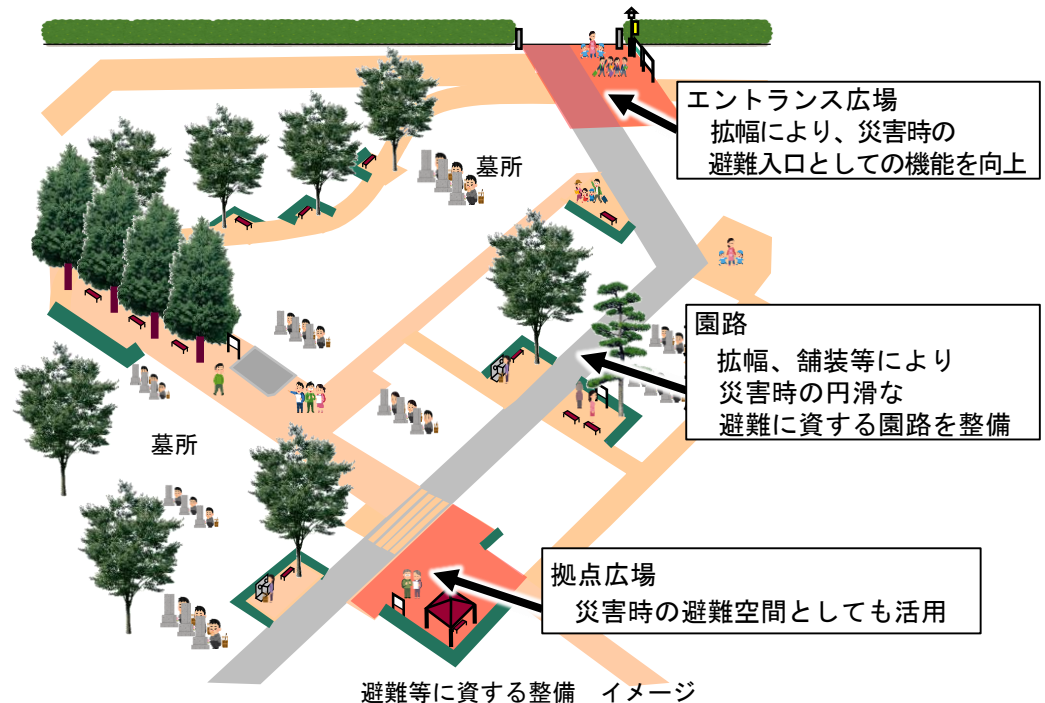 エントランス広場
拡幅により、災害時の
避難入口としての機能を向上
墓所
園路
拡幅、舗装等により
災害時の円滑な
避難に資する園路を整備
墓所
拠点広場
災害時の避難空間としても活用
避難等に資する整備　イメージ